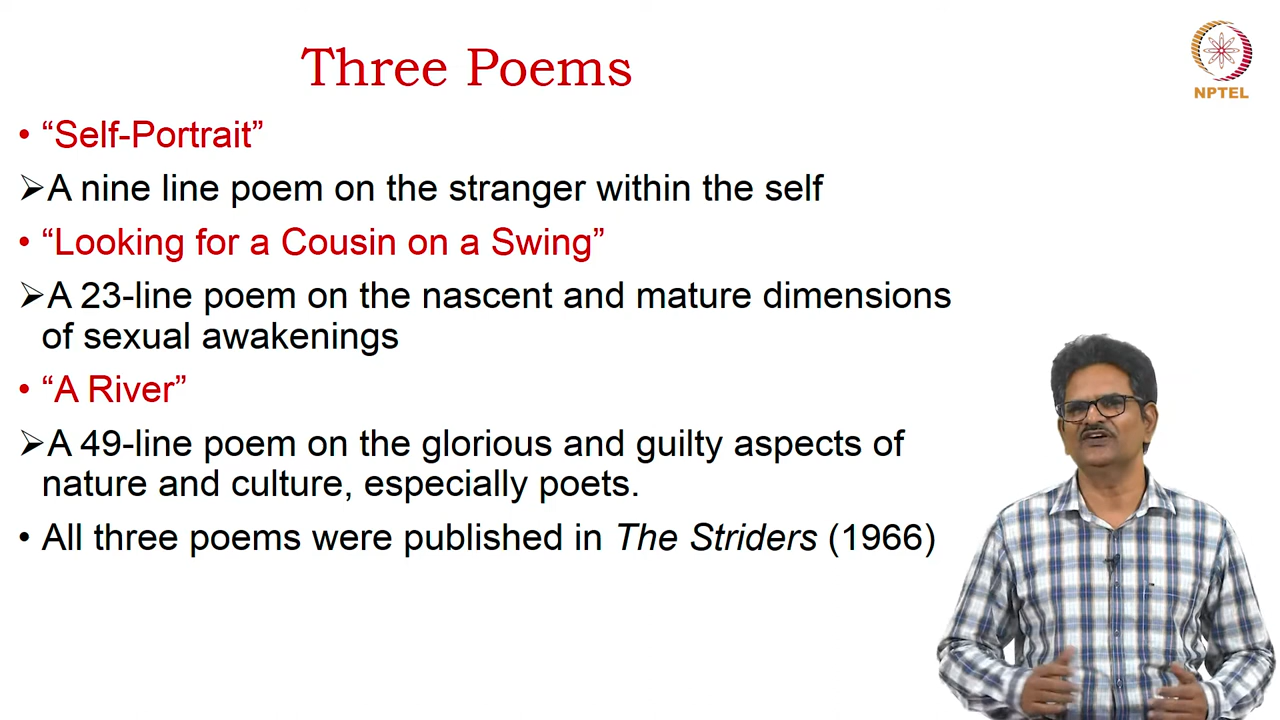 Three Poems
NPTEL
• “Self-Portrait”
➢A nine line poem on the stranger within the self
• “Looking for a Cousin on a Swing”
➢A 23-line poem on the nascent and mature dimensions
of sexual awakenings
• “A River”
➢A 49-line poem on the glorious and guilty aspects of
nature and culture, especially poets.
• All three poems were published in The Striders (1966)